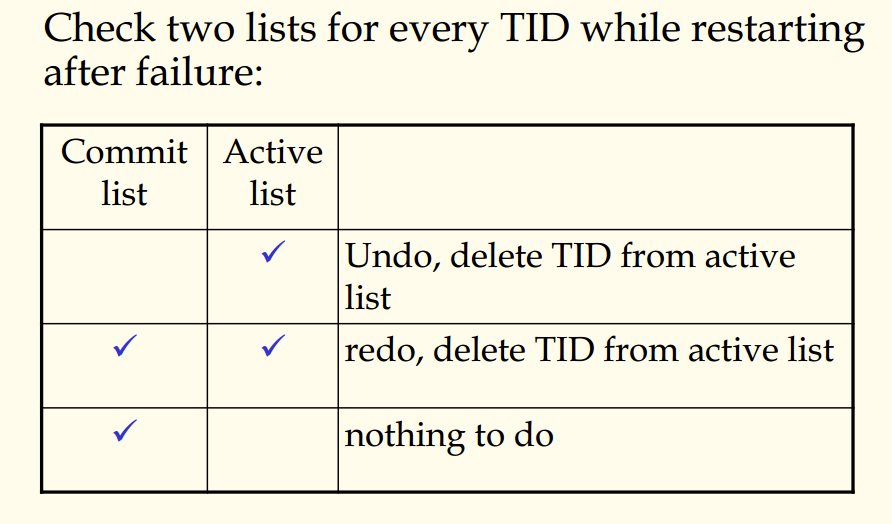 Check two lists for every TID while restarting
after failure:
Commit
list
Active
list
✓
Undo, delete TID from active
list
✓
✓
redo, delete TID from active list
✓
nothing to do